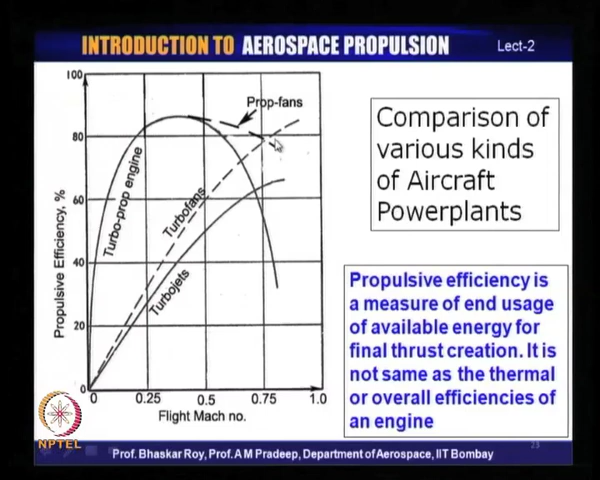 INTRODUCTION TO AEROSPACE PROPULSION
Lect-2
100
80
60
40
20
0
Propulsive Efficiency, %
Turbo-prop engine
Turbofans
Turbojets
Prop-fans
0 0.25 0.5 0.75 1.0
Flight Mach no.
Comparison of
various kinds
of Aircraft
Powerplants
Propulsive efficiency is
a measure of end usage
of available energy for
final thrust creation. It is
not same as the thermal
or overall efficiencies of
an engine
NPTEL
23
Prof. Bhaskar Roy, Prof. A M Pradeep, Department of Aerospace, IIT Bombay